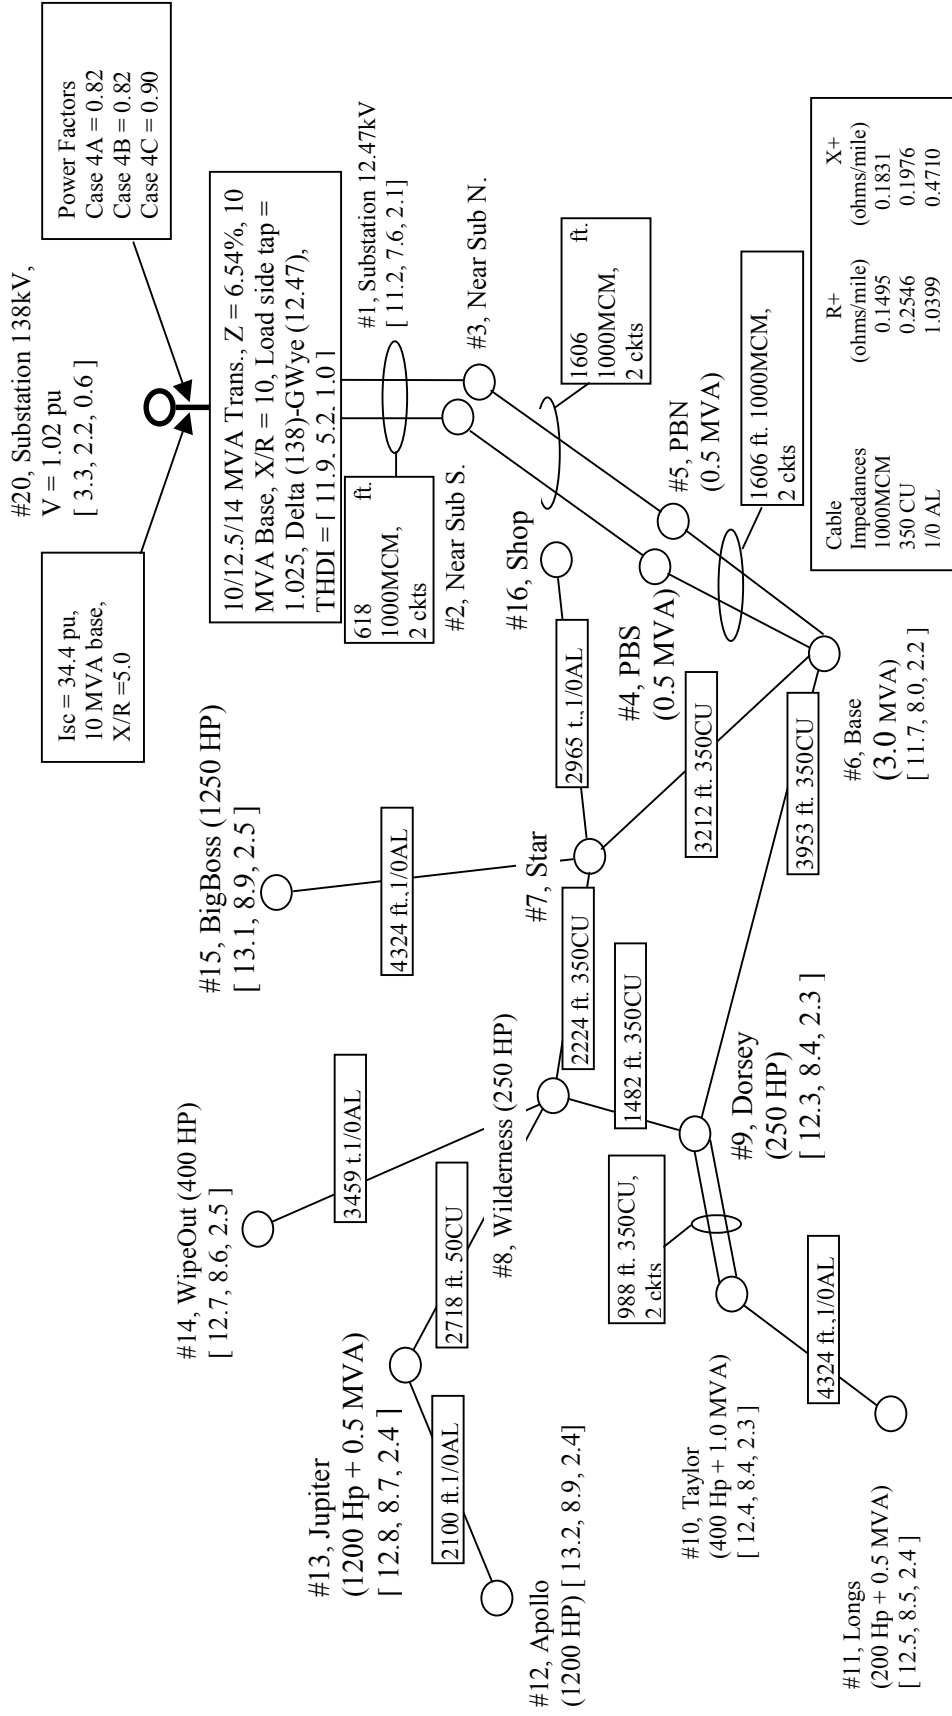 #20, Substation 138kV,
V = 1.02 pu
[ 3.3, 2.2, 0.6 ]
Power Factors
Case 4A = 0.82
Case 4B = 0.82
Case 4C = 0.90
Isc = 34.4 pu,
10 MVA base,
X/R =5.0
10/12.5/14 MVA Trans., Z = 6.54%, 10
MVA Base, X/R = 10, Load side tap =
1.025, Delta (138)-GWye (12.47),
THDI = [ 11.9. 5.2. 1.0 ]
#1, Substation 12.47kV
[ 11.2, 7.6, 2.1]
618 ft.
1000MCM,
2 ckts
#2, Near Sub S.
#3, Near Sub N.
1606 ft.
1000MCM,
2 ckts
#15, BigBoss (1250 HP)
[ 13.1, 8.9, 2.5 ]
4324 ft.,1/0AL
#16, Shop
2965 t.,1/0AL
#7, Star
#4, PBS
(0.5 MVA)
#5, PBN
(0.5 MVA)
1606 ft. 1000MCM,
2 ckts
3212 ft. 350CU
3953 ft. 350CU
#6, Base
(3.0 MVA)
[ 11.7, 8.0, 2.2 ]
#14, WipeOut (400 HP)
[ 12.7, 8.6, 2.5 ]
3459 t.1/0AL
2224 ft. 350CU
#8, Wilderness (250 HP)
1482 ft. 350CU
#13, Jupiter
(1200 Hp + 0.5 MVA)
[ 12.8, 8.7, 2.4 ]
2718 ft. 50CU
2100 ft.1/0AL
#12, Apollo
(1200 HP) [ 13.2, 8.9, 2.4]
988 ft. 350CU,
2 ckts
#9, Dorsey
(250 HP)
[ 12.3, 8.4, 2.3 ]
#10, Taylor
(400 Hp + 1.0 MVA)
[ 12.4, 8.4, 2.3 ]
4324 ft.,1/0AL
#11, Longs
(200 Hp + 0.5 MVA)
[ 12.5, 8.5, 2.4 ]
Cable R+ X+
Impedances (ohms/mile) (ohms/mile)
1000MCM 0.1495 0.1831
350 CU 0.2546 0.1976
1/0 AL 1.0399 0.4710